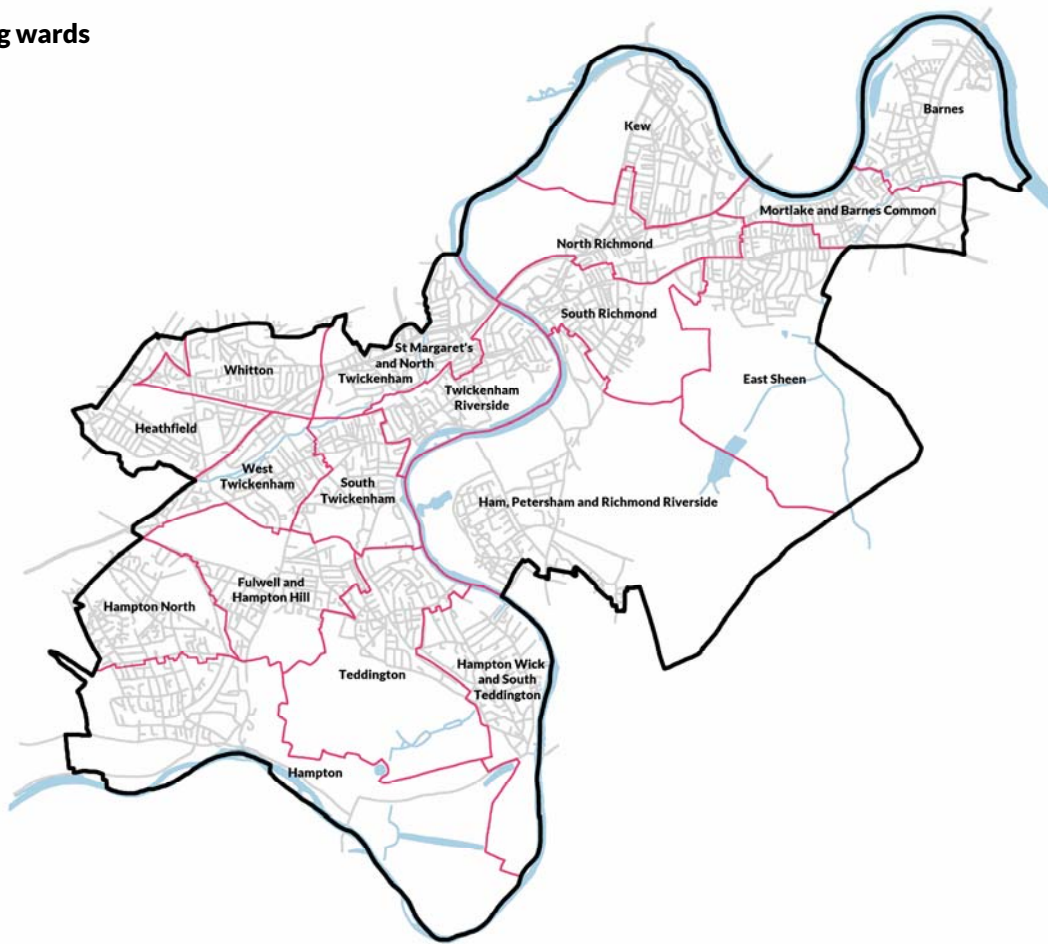 g wards
Barnes
Kew
Mortlake and Barnes Common
North Richmond
South Richmond
St Margaret's
and North
Twickenham
Whitton
East Sheen
Twickenham
Riverside
Heathfield
West
Twickenham
South
Twickenham
Ham, Petersham and Richmond Riverside
Fulwell and
Hampton Hill
Hampton North
Hampton Wick
and South
Teddington
Teddington
Hampton